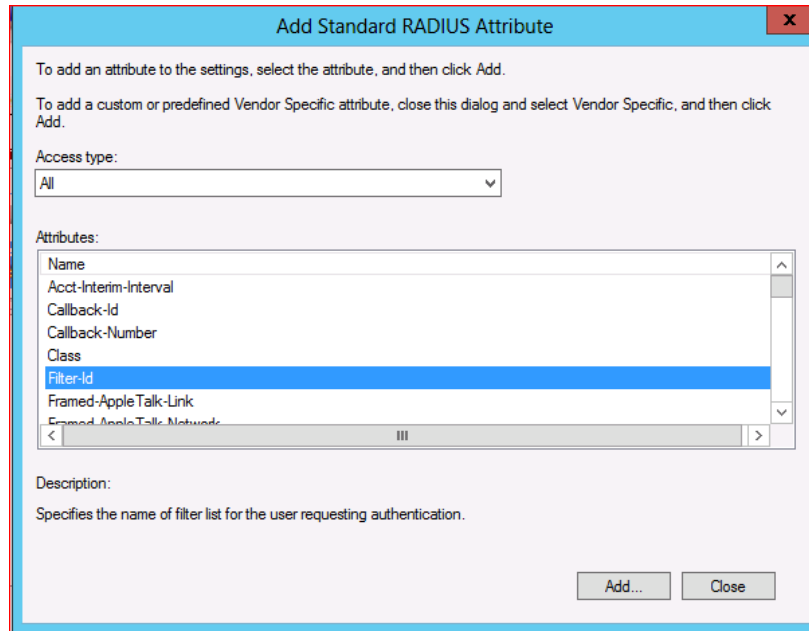 Add Standard RADIUS Attribute
x
To add an attribute to the settings, select the attribute, and then click Add.
To add a custom or predefined Vendor Specific attribute, close this dialog and select Vendor Specific, and then click
Add.
Access type:
All
Attributes:
Name
Acct-Interim-Interval
Callback-Id
Callback-Number
Class
Filter-Id
Framed-AppleTalk-Link
Framed-AppleTalk-Network
Description:
Specifies the name of filter list for the user requesting authentication.
Add...
Close